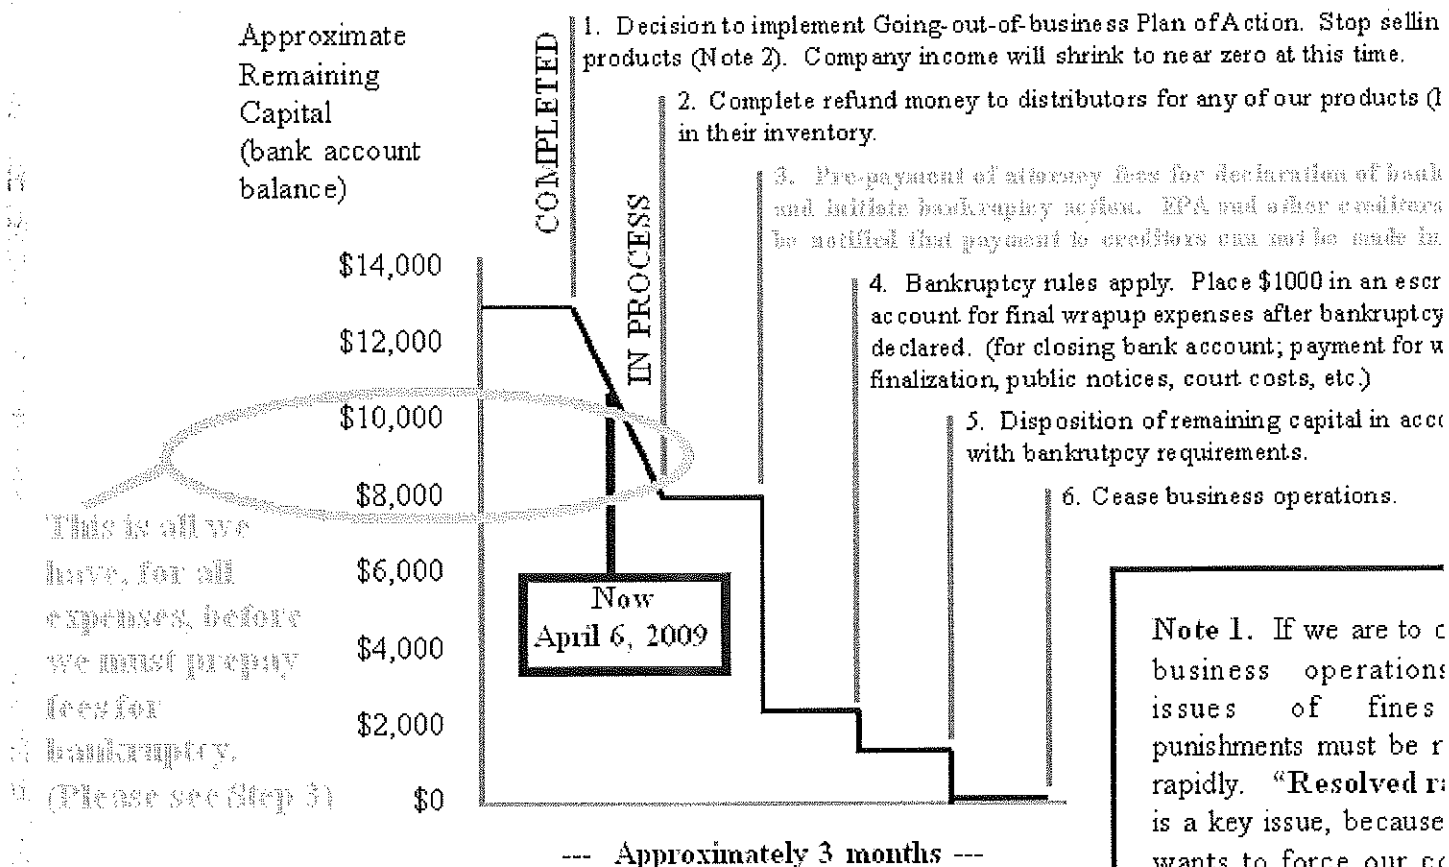 Approximate
Remaining
Capital
(bank account
balance)
COMPLETED
IN PROCESS
1. Decision to implement Going-out-of-business Plan of Action. Stop sellin
products (Note 2). Company income will shrink to near zero at this time.
2. Complete refund money to distributors for any of our products (
in their inventory.
3. Pre-payment of attorney fees for declaration of bank
and initiate bankruptcy action. EPA and other creditors
be notified that payment to creditors can not be made in
4. Bankruptcy rules apply. Place $1000 in an escr
account for final wrapup expenses after bankruptcy
declared. (for closing bank account; payment for
finalization, public notices, court costs, etc.)
5. Disposition of remaining capital in acco
with bankrutpcy requirements.
6. Cease business operations.
$14,000
$12,000
$10,000
$8,000
$6,000
$4,000
$2,000
$0
This is all we
have, for all
expenses, before
we must prepay
fees for
bankruptcy.
(Please see Step 3)
Now
April 6, 2009
--- Approximately 3 months ---
Note 1. If we are to
business operations
issues of fines
punishments must be r
rapidly. "Resolved ra
is a key issue, because
wants to force our co